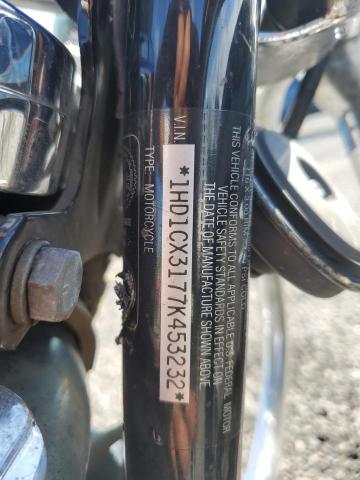 V.I.N.
*1HD1CX3177K453232*
TYPE: MOTORCYCLE
THIS VEHICLE CONFORMS TO ALL APPLICABLE U.S. FEDERAL MOTOR
VEHICLE SAFETY STANDARDS IN EFFECT ON
THE DATE OF MANUFACTURE SHOWN ABOVE
COLD